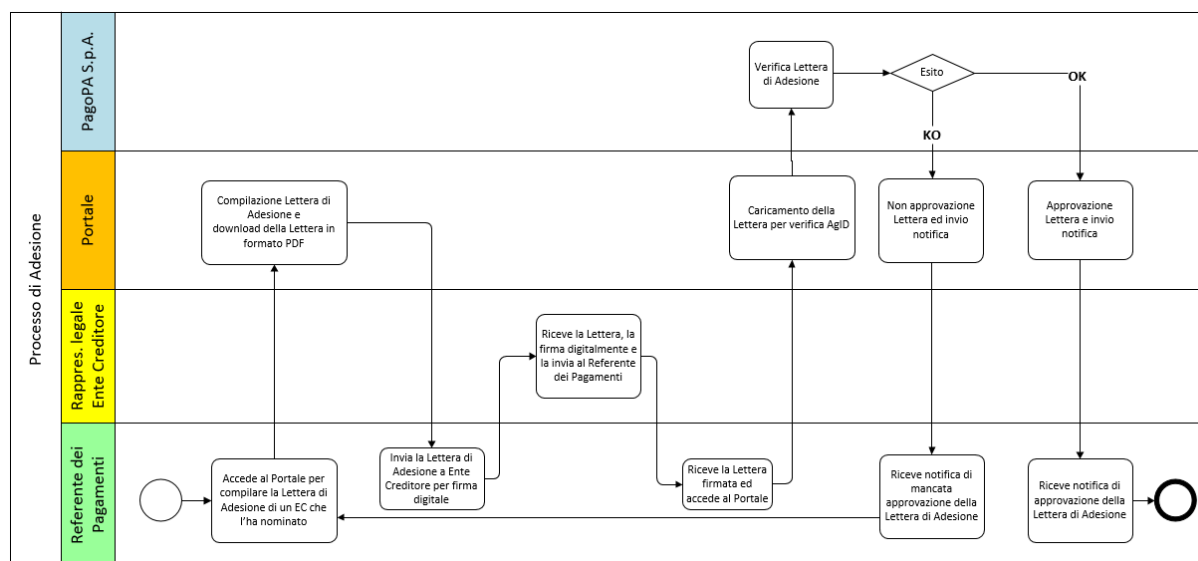 Processo di Adesione
PagoPA S.p.A.
Verifica Lettera
di Adesione
Esito
OK
KO
Portale
Compilazione Lettera di
Adesione e
download della Lettera in
formato PDF
Caricamento della
Lettera per verifica AgID
Non approvazione
Lettera ed invio
notifica
Approvazione
Lettera e invio
notifica
Rappres. legale
Ente Creditore
Riceve la Lettera, la
firma digitalmente e
la invia al Referente
dei Pagamenti
Referente dei
Pagamenti
Accede al Portale per
compilare la Lettera di
Adesione di un EC che
l’ha nominato
Invia la Lettera di
Adesione a Ente
Creditore per firma
digitale
Riceve la Lettera
firmata ed
accede al Portale
Riceve notifica di
mancata
approvazione della
Lettera di Adesione
Riceve notifica di
approvazione della
Lettera di Adesione